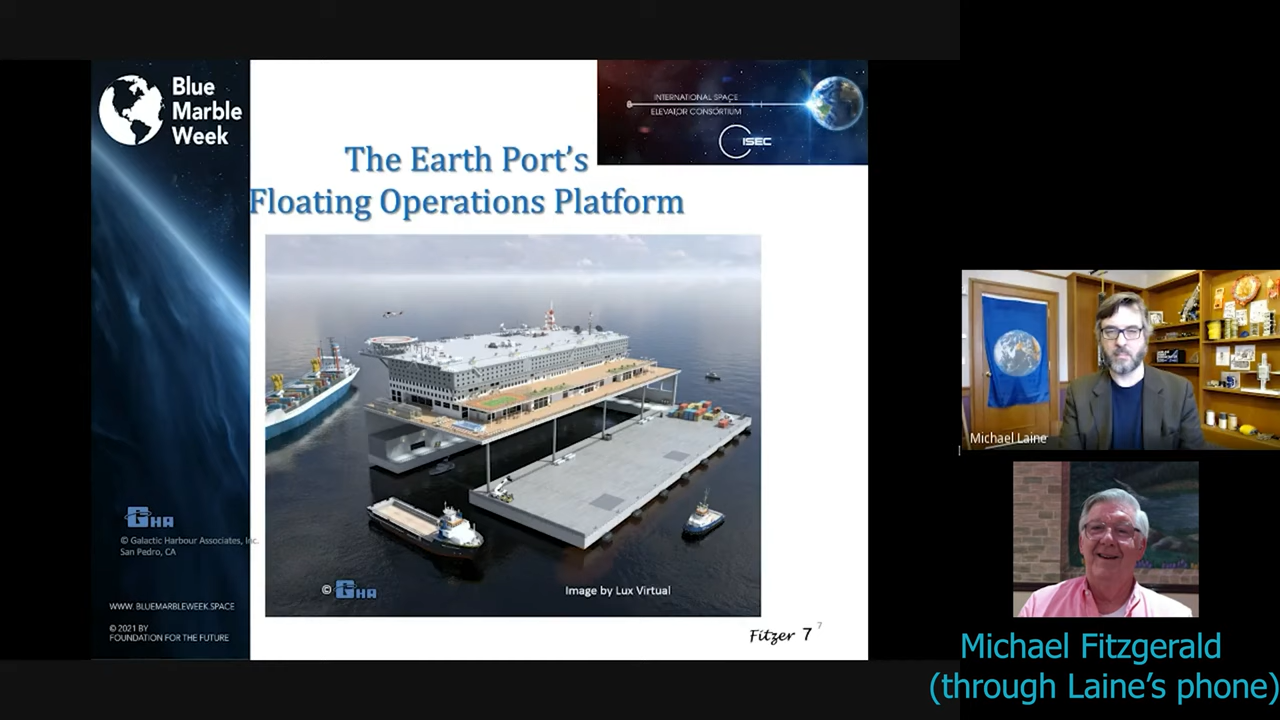 Blue
Marble
Week
INTERNATIONAL SPACE
ELEVATOR CONSORTIUM
ISEC
The Earth Port's
Floating Operations Platform
GHA
© Galactic Harbour Associates, Inc.
San Pedro, CA
WWW. BLUEMARBLEWEEK.SPACE
© 2021 BY
FOUNDATION FOR THE FUTURE
© GHA
Image by Lux Virtual
Fitzer 7
7
Michael Laine
Michael Fitzgerald
(through Laine's phone)